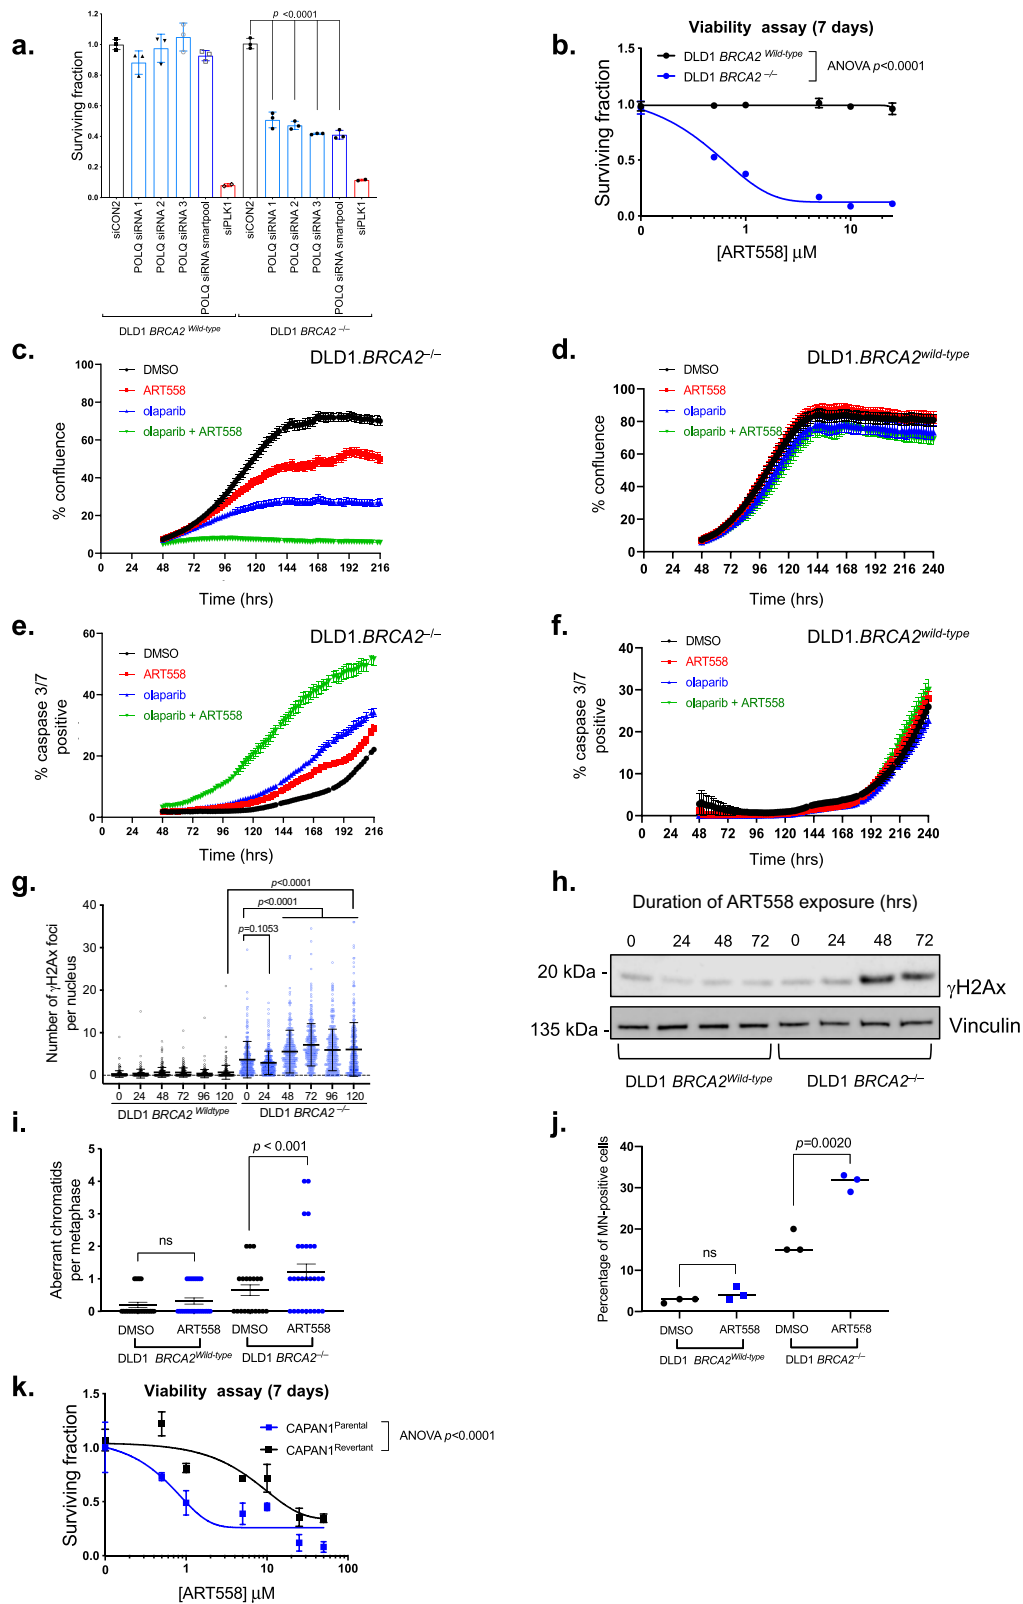 a.
p <0.0001
Surviving fraction
1.2
1.0
0.8
0.6
0.4
0.2
0.0
siCON2
POLQ siRNA 1
POLQ siRNA 2
POLQ siRNA 3
POLQ siRNA smartpool
siPLK1
siCON2
POLQ siRNA 1
POLQ siRNA 2
POLQ siRNA 3
POLQ siRNA smartpool
siPLK1
DLD1 BRCA2 Wild-type
DLD1 BRCA2 –/–
b.
Viability assay (7 days)
DLD1 BRCA2 Wild-type
DLD1 BRCA2 –/–
ANOVA p<0.0001
Surviving fraction
1.5
1.0
0.5
0.0
0 1 10
[ART558] μM
c.
DLD1.BRCA2–/–
DMSO
ART558
olaparib
olaparib + ART558
% confluence
100
80
60
40
20
0
0 24 48 72 96 120 144 168 192 216
Time (hrs)
d.
DLD1.BRCA2wild-type
DMSO
ART558
olaparib
olaparib + ART558
% confluence
100
80
60
40
20
0
0 24 48 72 96 120 144 168 192 216 240
Time (hrs)
e.
DLD1.BRCA2–/–
DMSO
ART558
olaparib
olaparib + ART558
% caspase 3/7
positive
60
40
20
0
0 24 48 72 96 120 144 168 192 216
Time (hrs)
f.
DLD1.BRCA2wild-type
DMSO
ART558
olaparib
olaparib + ART558
% caspase 3/7
positive
40
30
20
10
0
0 24 48 72 96 120 144 168 192 216 240
Time (hrs)
g.
p<0.0001
p<0.0001
p=0.1053
Number of γH2Ax foci
per nucleus
40
30
20
10
0
0 24 48 72 96 120 0 24 48 72 96 120
DLD1 BRCA2 Wildtype
DLD1 BRCA2 –/–
h.
Duration of ART558 exposure (hrs)
0 24 48 72 0 24 48 72
20 kDa -
γH2Ax
135 kDa -
Vinculin
DLD1 BRCA2Wild-type
DLD1 BRCA2–/–
i.
p < 0.001
ns
Aberrant chromatids
per metaphase
5
4
3
2
1
0
DMSO ART558 DMSO ART558
DLD1 BRCA2Wild-type
DLD1 BRCA2–/–
j.
p=0.0020
ns
Percentage of MN-positive cells
40
30
20
10
0
DMSO ART558 DMSO ART558
DLD1 BRCA2Wild-type
DLD1 BRCA2–/–
k.
Viability assay (7 days)
CAPAN1Parental
CAPAN1Revertant
ANOVA p<0.0001
Surviving fraction
1.5
1.0
0.5
0.0
0 1 10 100
[ART558] μM